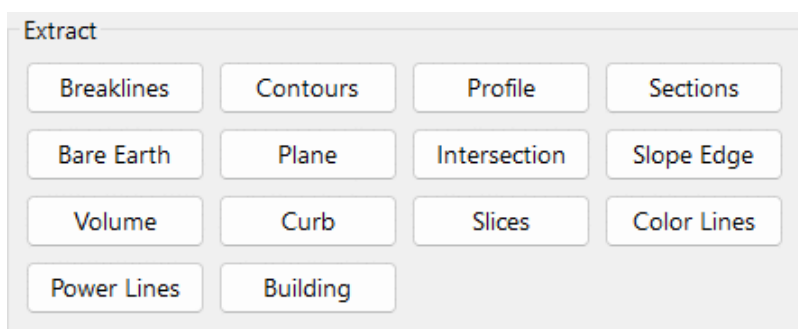 Extract
Breaklines Contours Profile Sections
Bare Earth Plane Intersection Slope Edge
Volume Curb Slices Color Lines
Power Lines Building